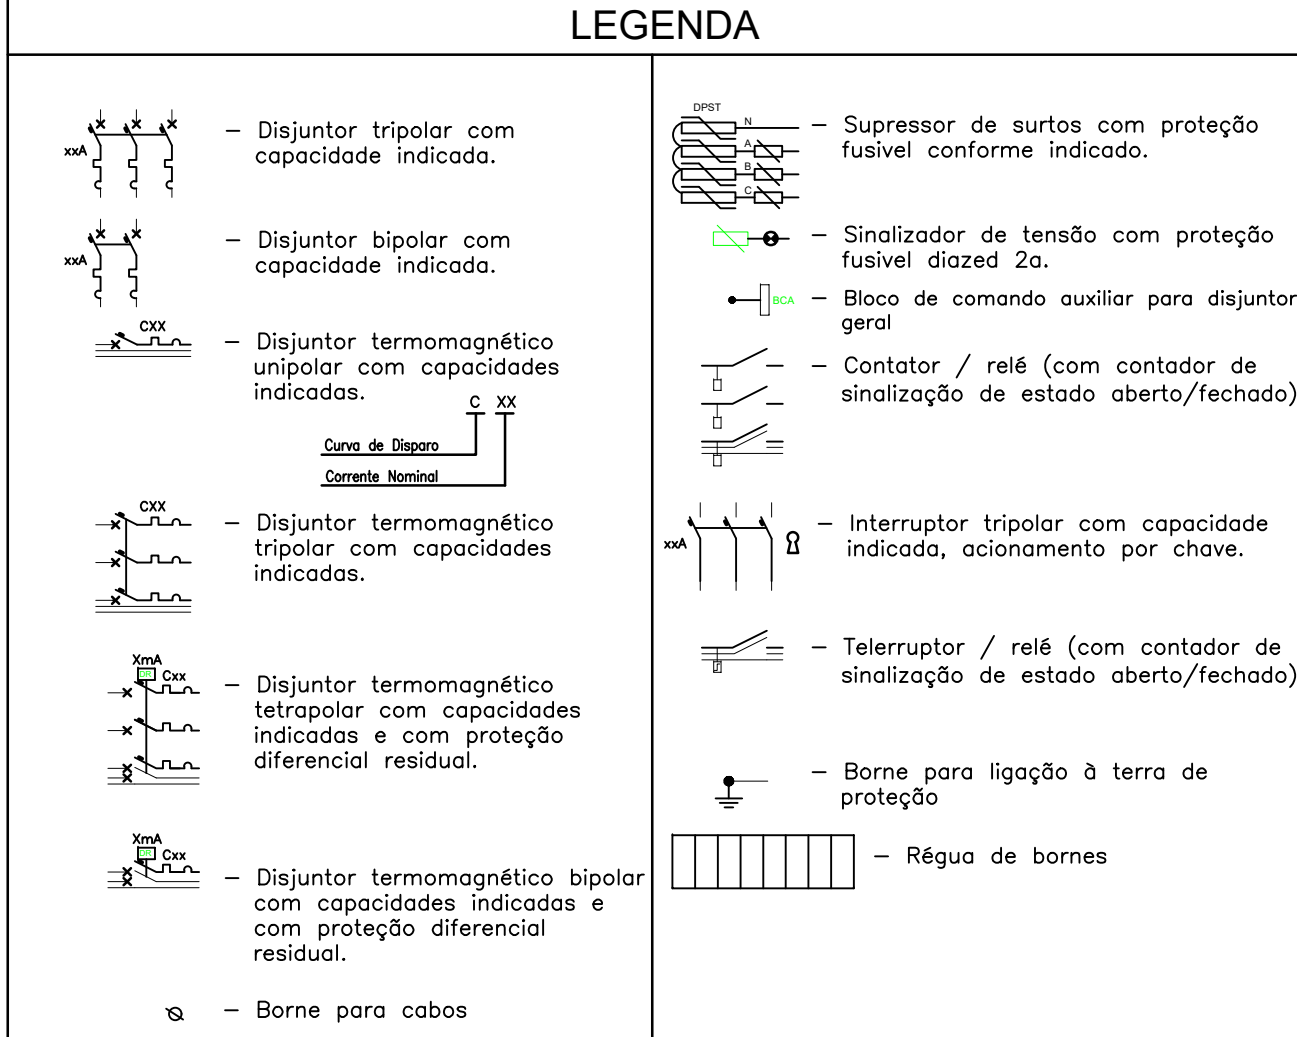 LEGENDA
xxA
- Disjuntor tripolar com
capacidade indicada.
xxA
- Disjuntor bipolar com
capacidade indicada.
CXX
- Disjuntor termomagnético
unipolar com capacidades
indicadas.
C XX
Curva de Disparo
Corrente Nominal
CXX
- Disjuntor termomagnético
tripolar com capacidades
indicadas.
XmA
DR Cxx
- Disjuntor termomagnético
tetrapolar com capacidades
indicadas e com proteção
diferencial residual.
XmA
DR Cxx
- Disjuntor termomagnético bipolar
com capacidades indicadas e
com proteção diferencial
residual.
- Borne para cabos
DPST
N
A
B
C
- Supressor de surtos com proteção
fusivel conforme indicado.
- Sinalizador de tensão com proteção
fusivel diazed 2a.
BCA
- Bloco de comando auxiliar para disjuntor
geral
- Contator / relé (com contador de
sinalização de estado aberto/fechado)
xxA
- Interruptor tripolar com capacidade
indicada, acionamento por chave.
- Telerruptor / relé (com contador de
sinalização de estado aberto/fechado)
- Borne para ligação à terra de
proteção
- Régua de bornes